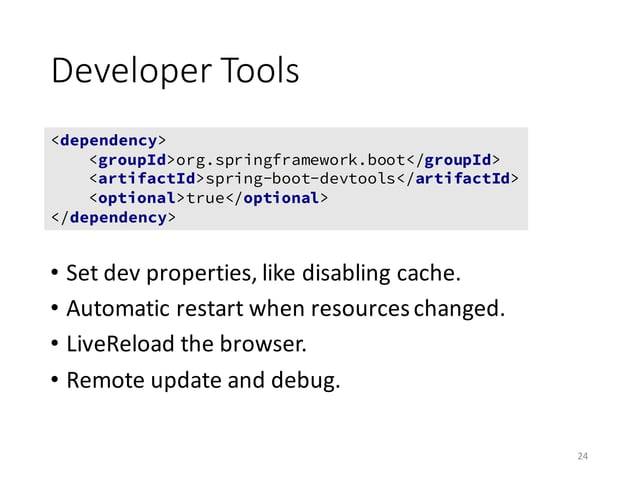 Developer Tools
<dependency>
    <groupId>org.springframework.boot</groupId>
    <artifactId>spring-boot-devtools</artifactId>
    <optional>true</optional>
</dependency>
• Set dev properties, like disabling cache.
• Automatic restart when resources changed.
• LiveReload the browser.
• Remote update and debug.
24